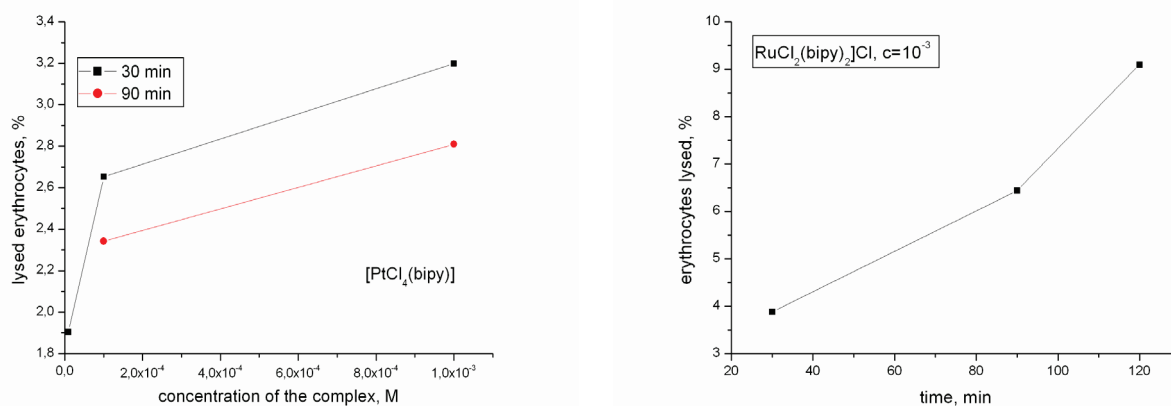 3,2
3,4
3,0
2,8
2,6
2,4
2,2
2,0
1,8
lysed erythrocytes, %
30 min
90 min
[PtCl₄(bipy)]
0,0
2,0x10⁻⁴
4,0x10⁻⁴
6,0x10⁻⁴
8,0x10⁻⁴
1,0x10⁻³
concentration of the complex, M
10
9
8
7
6
5
4
3
erythrocytes lysed, %
RuCl₂(bipy)₂]Cl, c=10⁻³
20
40
60
80
100
120
time, min